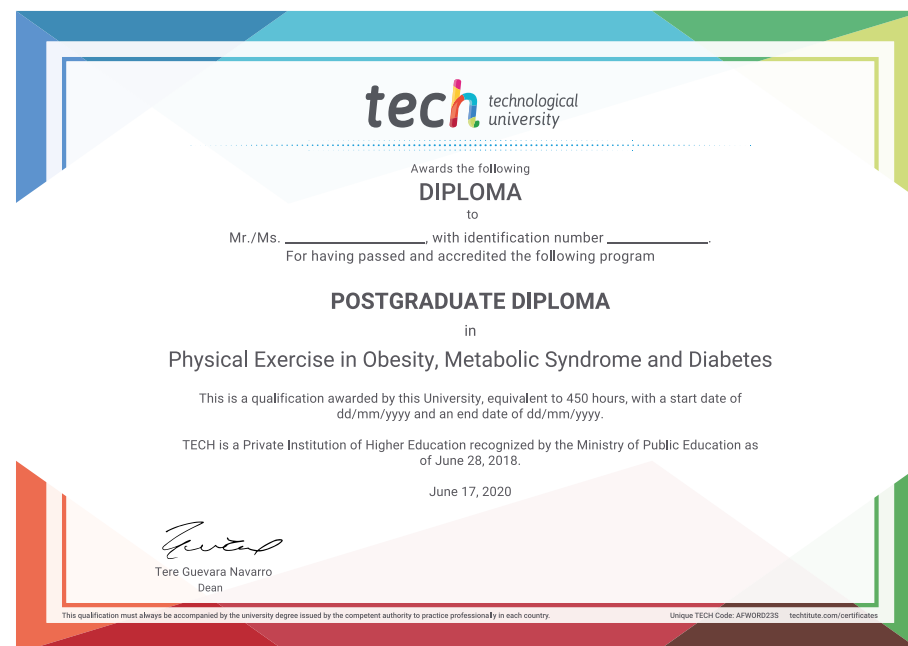 tech technological
university
Awards the following
DIPLOMA
to
Mr./Ms. ____________________, with identification number ______________.
For having passed and accredited the following program
POSTGRADUATE DIPLOMA
in
Physical Exercise in Obesity, Metabolic Syndrome and Diabetes
This is a qualification awarded by this University, equivalent to 450 hours, with a start date of
dd/mm/yyyy and an end date of dd/mm/yyyy.
TECH is a Private Institution of Higher Education recognized by the Ministry of Public Education as
of June 28, 2018.
June 17, 2020
Tere Guevara Navarro
Dean
This qualification must always be accompanied by the university degree issued by the competent authority to practice professionally in each country. Unique TECH Code: AFWORD23S techtitute.com/certificates